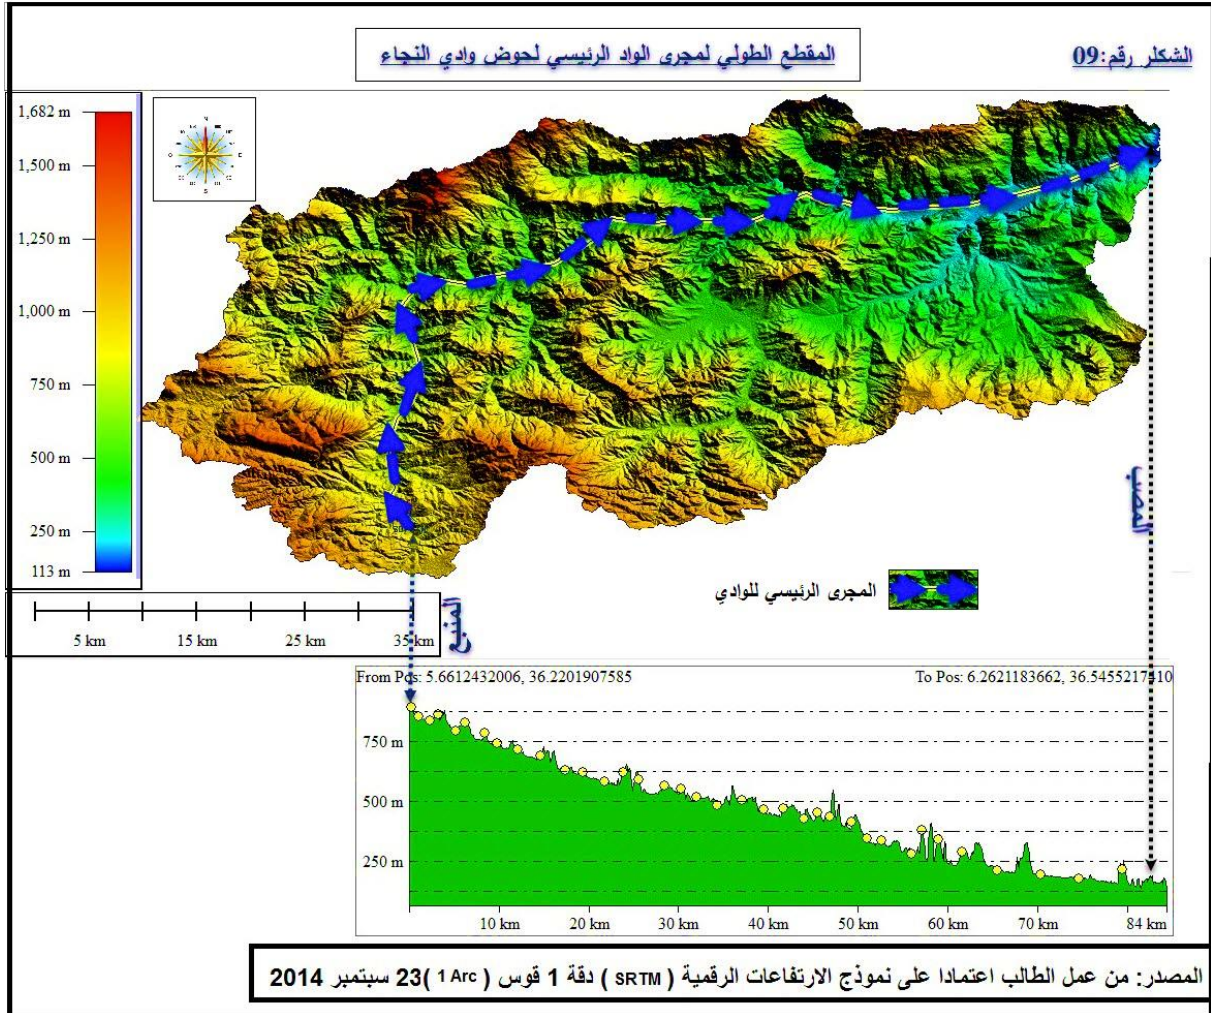 الشكلر رقم:09
المقطع الطولي لمجرى الواد الرئيسي لحوض وادي النجاء
1,682 m
1,500 m
1,250 m
1,000 m
750 m
500 m
250 m
113 m
المصب
المجرى الرئيسي للوادي
المنبع
5 km 15 km 25 km 35 km
From Pos: 5.6612432006, 36.2201907585 To Pos: 6.2621183662, 36.5455217410
750 m
500 m
250 m
10 km 20 km 30 km 40 km 50 km 60 km 70 km 84 km
المصدر: من عمل الطالب اعتمادا على نموذج الارتفاعات الرقمية ( SRTM ) دقة 1 قوس ( 1 Arc )23 سبتمبر 2014